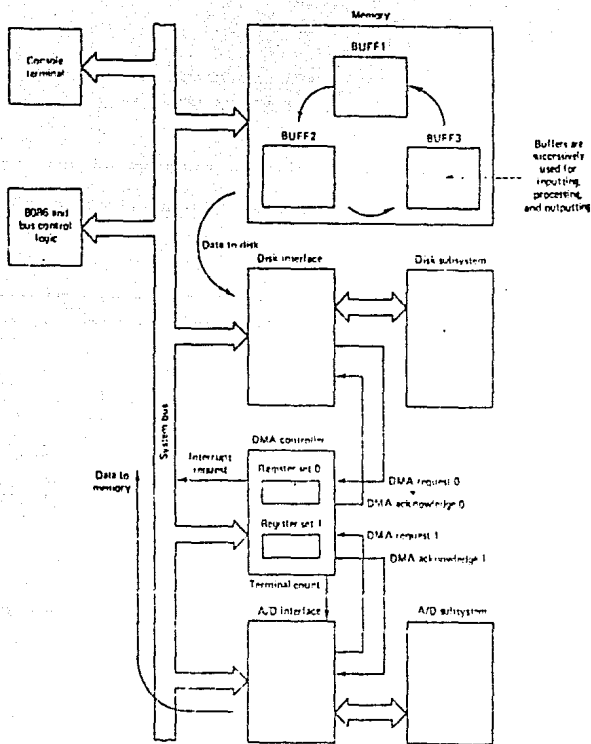 Memory
Console
terminal
BUFF1
BUFF2
BUFF3
Buffers are
successively
used for
inputting,
processing,
and outputting
8086 and
bus control
logic
Data to disk
Disk interface
Disk subsystem
System bus
DMA controller
Interrupt
request
Register set 0
Data to
memory
DMA request 0
DMA acknowledge 0
Register set 1
DMA request 1
DMA acknowledge 1
Terminal count
A/D interface
A/D subsystem